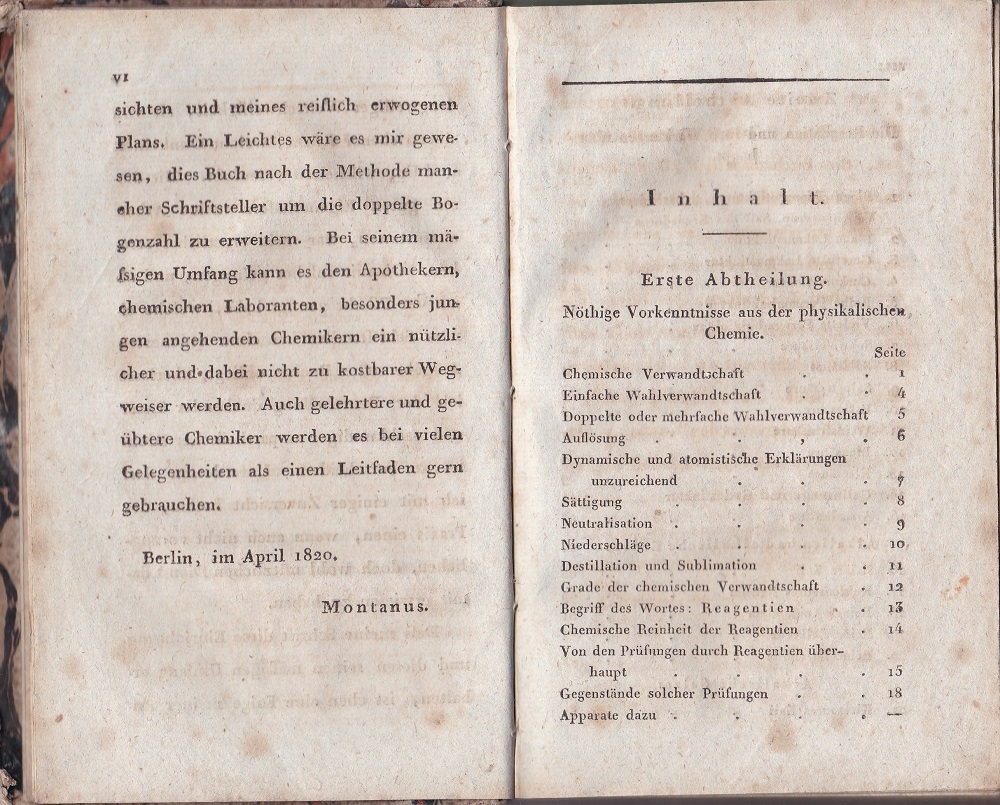 VI
sichten und meines reiflich erwogenen
Plans. Ein Leichtes wäre es mir gewe-
sen, dies Buch nach der Methode man-
cher Schriftsteller um die doppelte Bo-
genzahl zu erweitern. Bei seinem mä-
ſsigen Umfang kann es den Apothekern,
chemischen Laboranten, besonders jun-
gen angehenden Chemikern ein nützli-
cher und dabei nicht zu kostbarer Weg-
weiser werden. Auch gelehrtere und ge-
übtere Chemiker werden es bei vielen
Gelegenheiten als einen Leitfaden gern
gebrauchen.
Berlin, im April 1820.
Montanus.
Inhalt.
Erste Abtheilung.
Nöthige Vorkenntnisse aus der physikalischen
Chemie.
Seite
Chemische Verwandtschaft . . 1
Einfache Wahlverwandtschaft . . 4
Doppelte oder mehrfache Wahlverwandtschaft 5
Auflösung . . , . 6
Dynamische und atomistische Erklärungen
unzureichend . . . 7
Sättigung . . . . 8
Neutralisation . . . . 9
Niederschläge . . . . 10
Destillation und Sublimation . . 11
Grade der chemischen Verwandtschaft . 12
Begriff des Wortes: Reagentien . . 13
Chemische Reinheit der Reagentien . 14
Von den Prüfungen durch Reagentien über-
haupt . . . . 15
Gegenstände solcher Prüfungen . . 18
Apparate dazu . . . . —